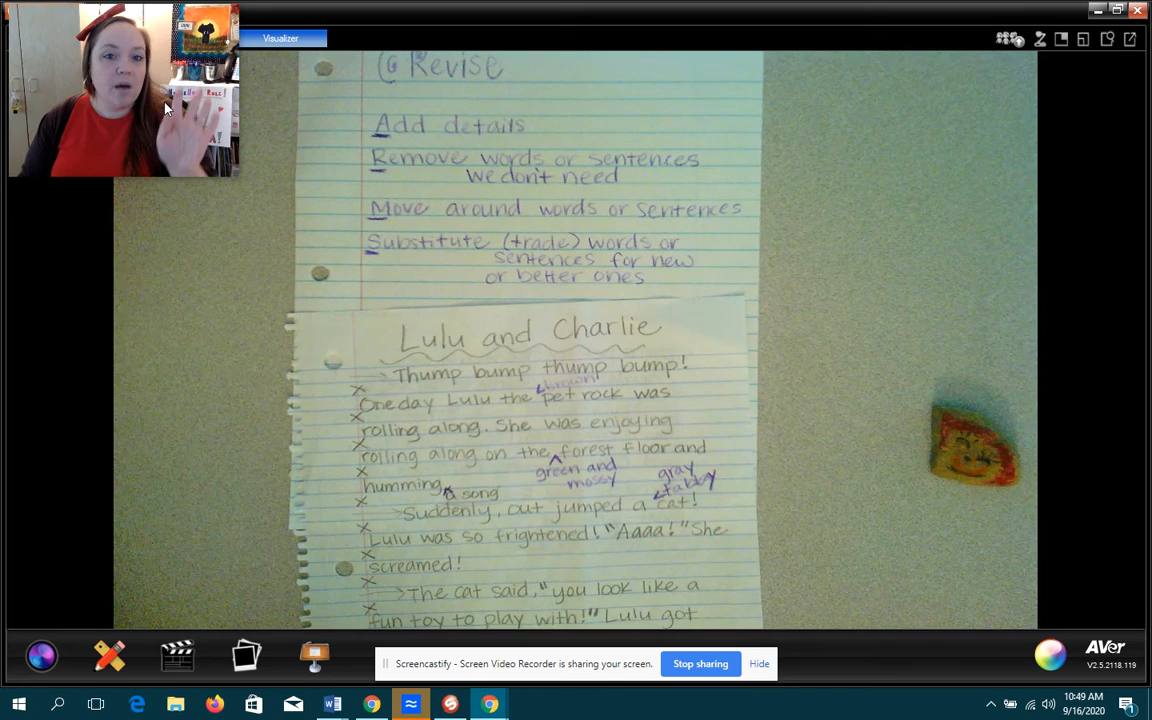 Visualizer
Revise
Add details
Remove words or sentences
we don't need
Move around words or sentences
Substitute (trade) words or
sentences for new
or better ones
Lulu and Charlie
Thump bump thump bump!
brown
One day Lulu the pet rock was
rolling along. She was enjoying
rolling along on the forest floor and
green and
mossy
humming a song
gray
tabby
Suddenly, out jumped a cat!
Lulu was so frightened! "Aaaa!" She
screamed!
The cat said, "you look like a
fun toy to play with!" Lulu got
Screencastify - Screen Video Recorder is sharing your screen.
Stop sharing
Hide
AVer
V2.5.2118.119
10:49 AM
9/16/2020